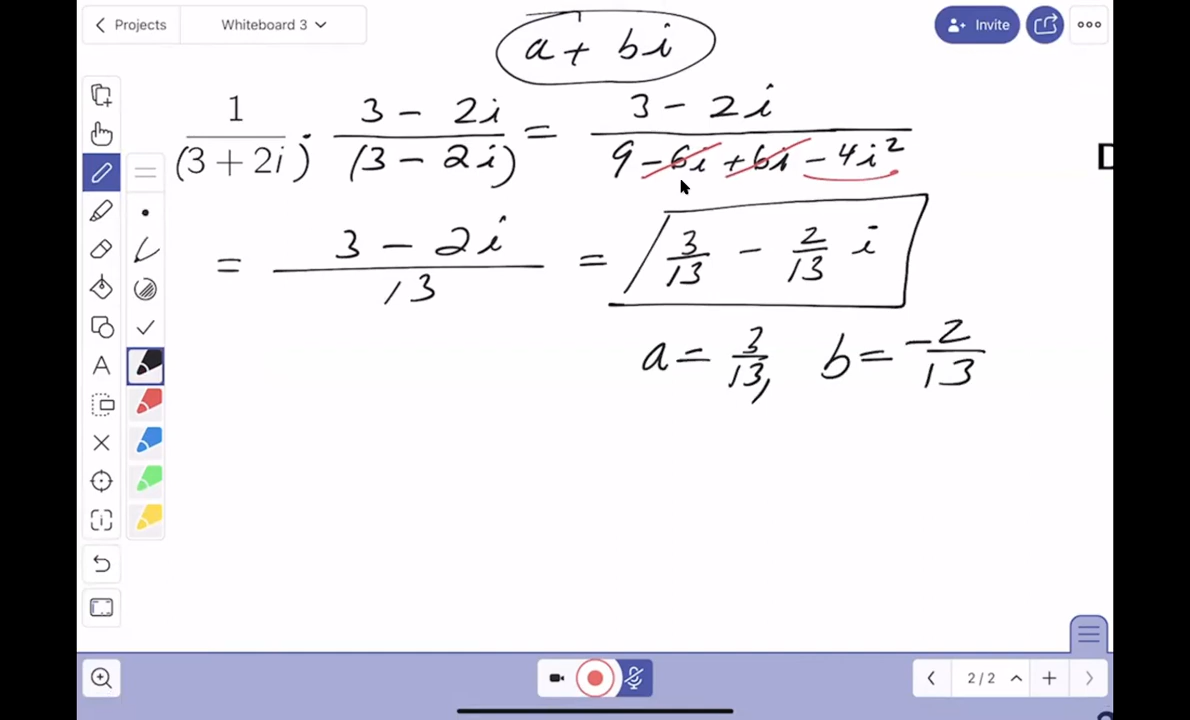 Projects
Whiteboard 3
Invite
a + bi
1/(3 + 2i) · (3 - 2i)/(3 - 2i) = (3 - 2i)/(9 - 6i + 6i - 4i²)
= (3 - 2i)/13 = 3/13 - 2/13 i
a = 3/13, b = -2/13
A
2 / 2